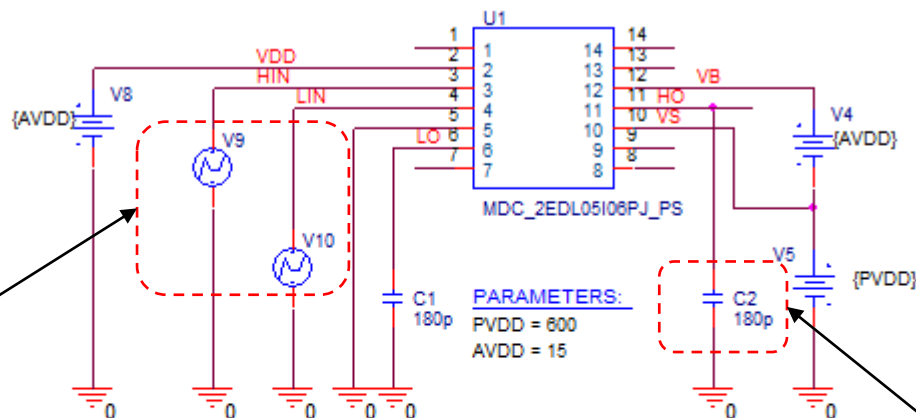 U1
1 1 14 14
2 2 13 13
3 3 12 12
4 4 11 11
5 5 10 10
6 6 9 9
7 7 8 8
VDD
HIN
LIN
LO
VB
HO
VS
MDC_2EDL05I06PJ_PS
V8
{AVDD}
V9
V10
V4
{AVDD}
V5
{PVDD}
C1
180p
PARAMETERS:
PVDD = 600
AVDD = 15
C2
180p
0 0 0 0 0 0 0